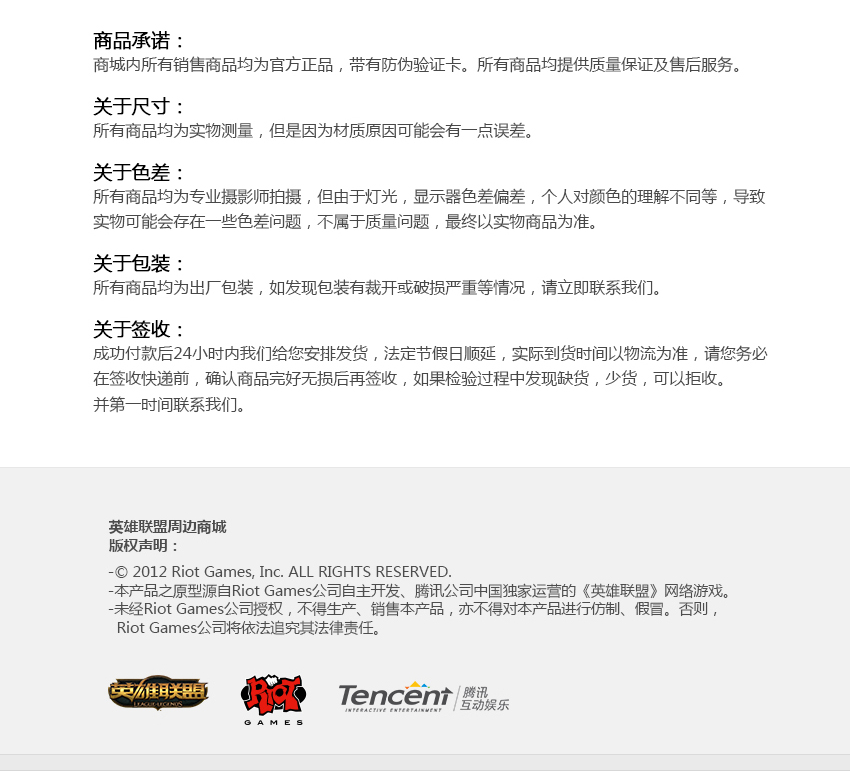 商品承诺：
商城内所有销售商品均为官方正品，带有防伪验证卡。所有商品均提供质量保证及售后服务。
关于尺寸：
所有商品均为实物测量，但是因为材质原因可能会有一点误差。
关于色差：
所有商品均为专业摄影师拍摄，但由于灯光，显示器色差偏差，个人对颜色的理解不同等，导致
实物可能会存在一些色差问题，不属于质量问题，最终以实物商品为准。
关于包装：
所有商品均为出厂包装，如发现包装有裁开或破损严重等情况，请立即联系我们。
关于签收：
成功付款后24小时内我们给您安排发货，法定节假日顺延，实际到货时间以物流为准，请您务必
在签收快递前，确认商品完好无损后再签收，如果检验过程中发现缺货，少货，可以拒收。
并第一时间联系我们。
英雄联盟周边商城
版权声明：
-© 2012 Riot Games, Inc. ALL RIGHTS RESERVED.
-本产品之原型源自Riot Games公司自主开发、腾讯公司中国独家运营的《英雄联盟》网络游戏。
-未经Riot Games公司授权，不得生产、销售本产品，亦不得对本产品进行仿制、假冒。否则，
Riot Games公司将依法追究其法律责任。
英雄联盟
LEAGUE of LEGENDS
RIOT
GAMES
Tencent 腾讯
INTERACTIVE ENTERTAINMENT 互动娱乐